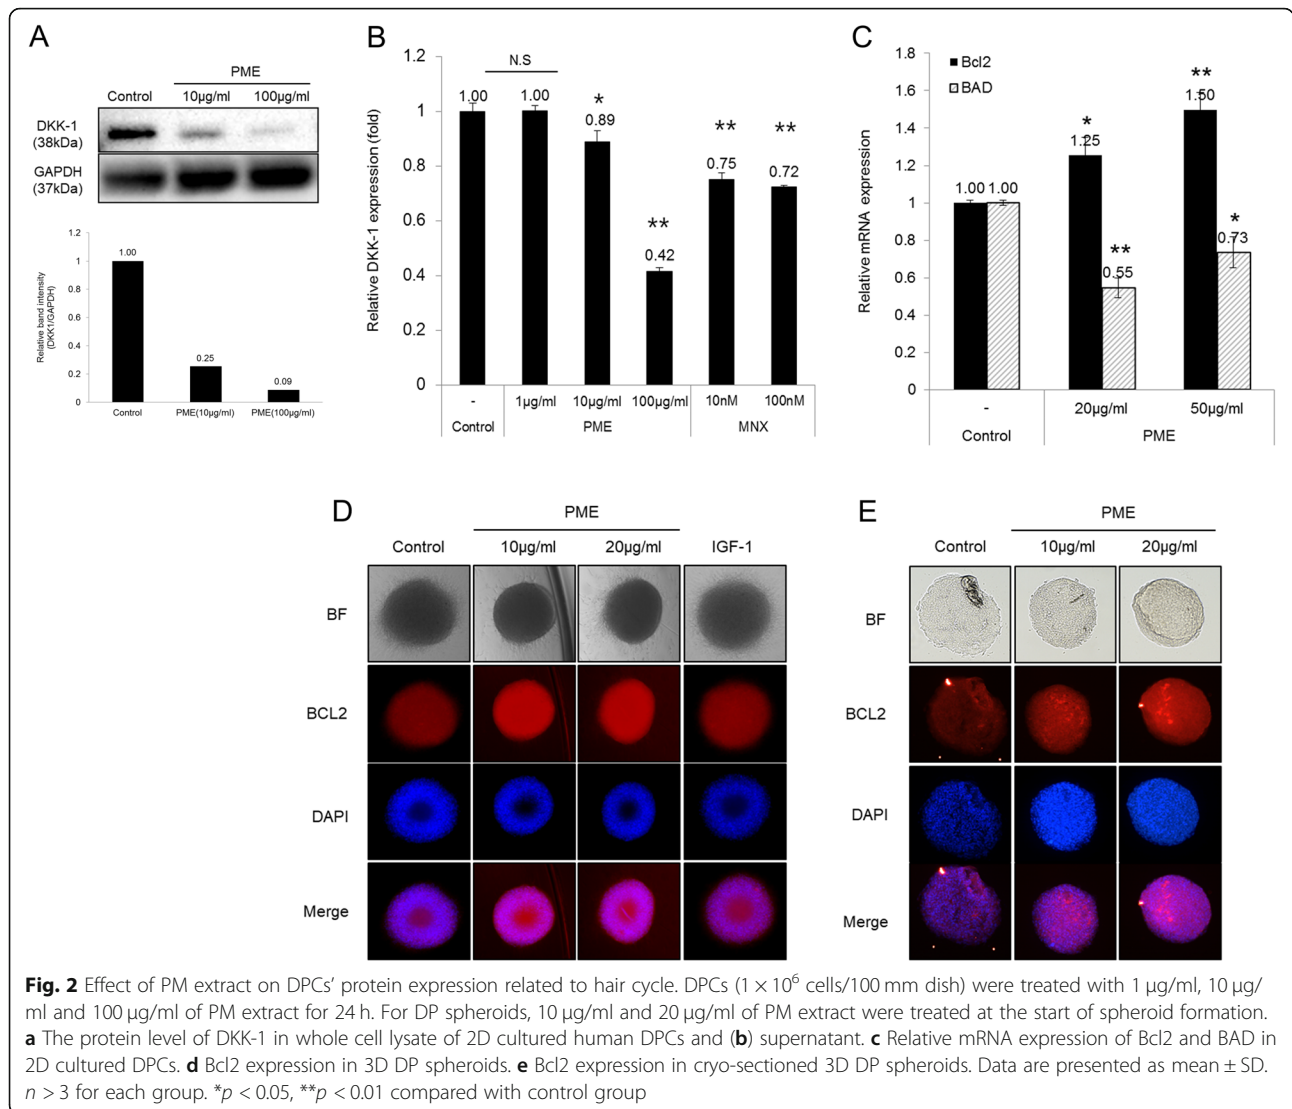 A
PME
Control 10µg/ml 100µg/ml
DKK-1
(38kDa)
GAPDH
(37kDa)
Relative band intensity
(DKK1/GAPDH)
1.2
1
0.8
0.6
0.4
0.2
0
1.00
0.25
0.09
Control PME(10µg/ml) PME(100µg/ml)
B
Relative DKK-1 expression (fold)
1.2
1
0.8
0.6
0.4
0.2
0
N.S
1.00 1.00
*
0.89
**
0.42
**
0.75
**
0.72
- 1µg/ml 10µg/ml 100µg/ml 10nM 100nM
Control PME MNX
C
Relative mRNA expression
1.8
1.6
1.4
1.2
1
0.8
0.6
0.4
0.2
0
Bcl2
BAD
1.00 1.00
*
1.25
**
0.55
**
1.50
*
0.73
- 20µg/ml 50µg/ml
Control PME
D
PME
Control 10µg/ml 20µg/ml IGF-1
BF
BCL2
DAPI
Merge
E
PME
Control 10µg/ml 20µg/ml
BF
BCL2
DAPI
Merge
Fig. 2 Effect of PM extract on DPCs’ protein expression related to hair cycle. DPCs (1 × 10⁶ cells/100 mm dish) were treated with 1 µg/ml, 10 µg/
ml and 100 µg/ml of PM extract for 24 h. For DP spheroids, 10 µg/ml and 20 µg/ml of PM extract were treated at the start of spheroid formation.
a The protein level of DKK-1 in whole cell lysate of 2D cultured human DPCs and (b) supernatant. c Relative mRNA expression of Bcl2 and BAD in
2D cultured DPCs. d Bcl2 expression in 3D DP spheroids. e Bcl2 expression in cryo-sectioned 3D DP spheroids. Data are presented as mean ± SD.
n > 3 for each group. *p < 0.05, **p < 0.01 compared with control group